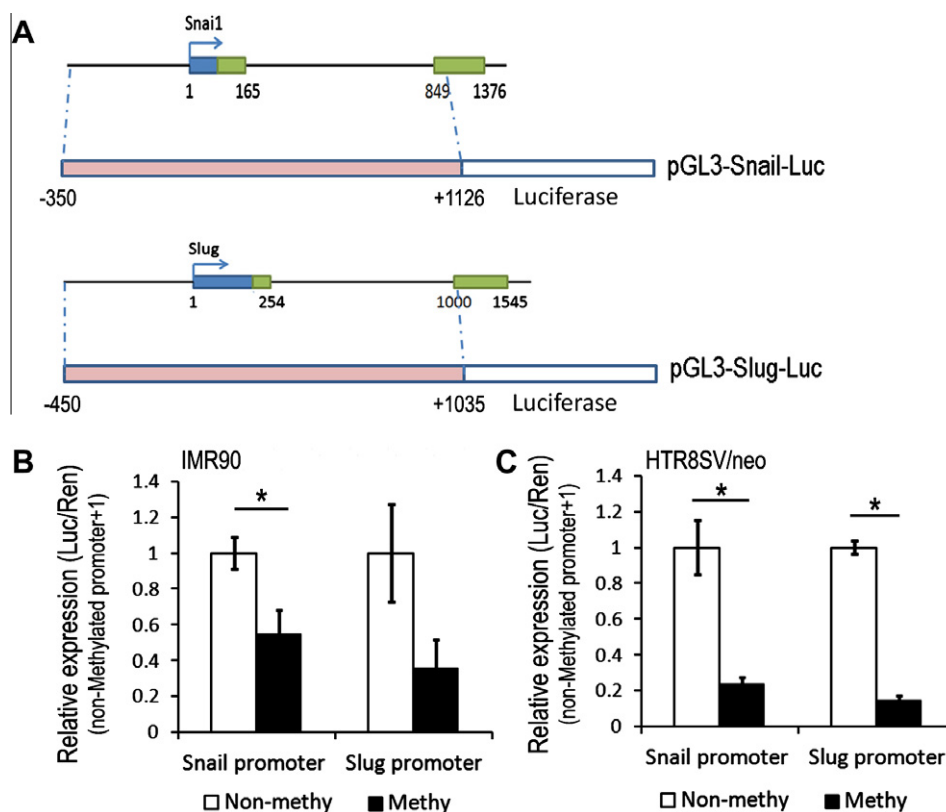 A
Snai1
1 165 849 1376
pGL3-Snail-Luc
-350 +1126 Luciferase
Slug
1 254 1000 1545
pGL3-Slug-Luc
-450 +1035 Luciferase
B
IMR90
Relative expression (Luc/Ren)
(non-Methylated promoter+1)
1.4
1.2
1
0.8
0.6
0.4
0.2
0
*
Snail promoter Slug promoter
Non-methy Methy
C
HTR8SV/neo
Relative expression (Luc/Ren)
(non-Methylated promoter+1)
1.4
1.2
1
0.8
0.6
0.4
0.2
0
* *
Snail promoter Slug promoter
Non-methy Methy